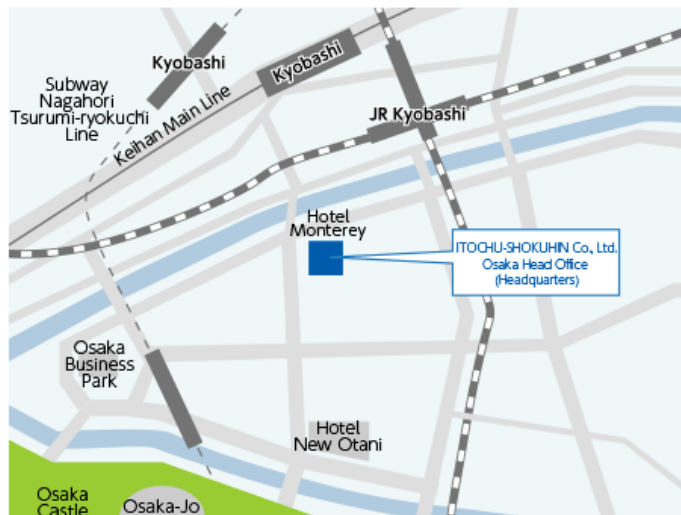 Kyobashi
Kyobashi
Subway
Nagahori
Tsurumi-ryokuchi
Line
Keihan Main Line
JR Kyobashi
Hotel
Monterey
ITOCHU-SHOKUHIN Co., Ltd.
Osaka Head Office
(Headquarters)
Osaka
Business
Park
Hotel
New Otani
Osaka
Castle
Osaka-Jo